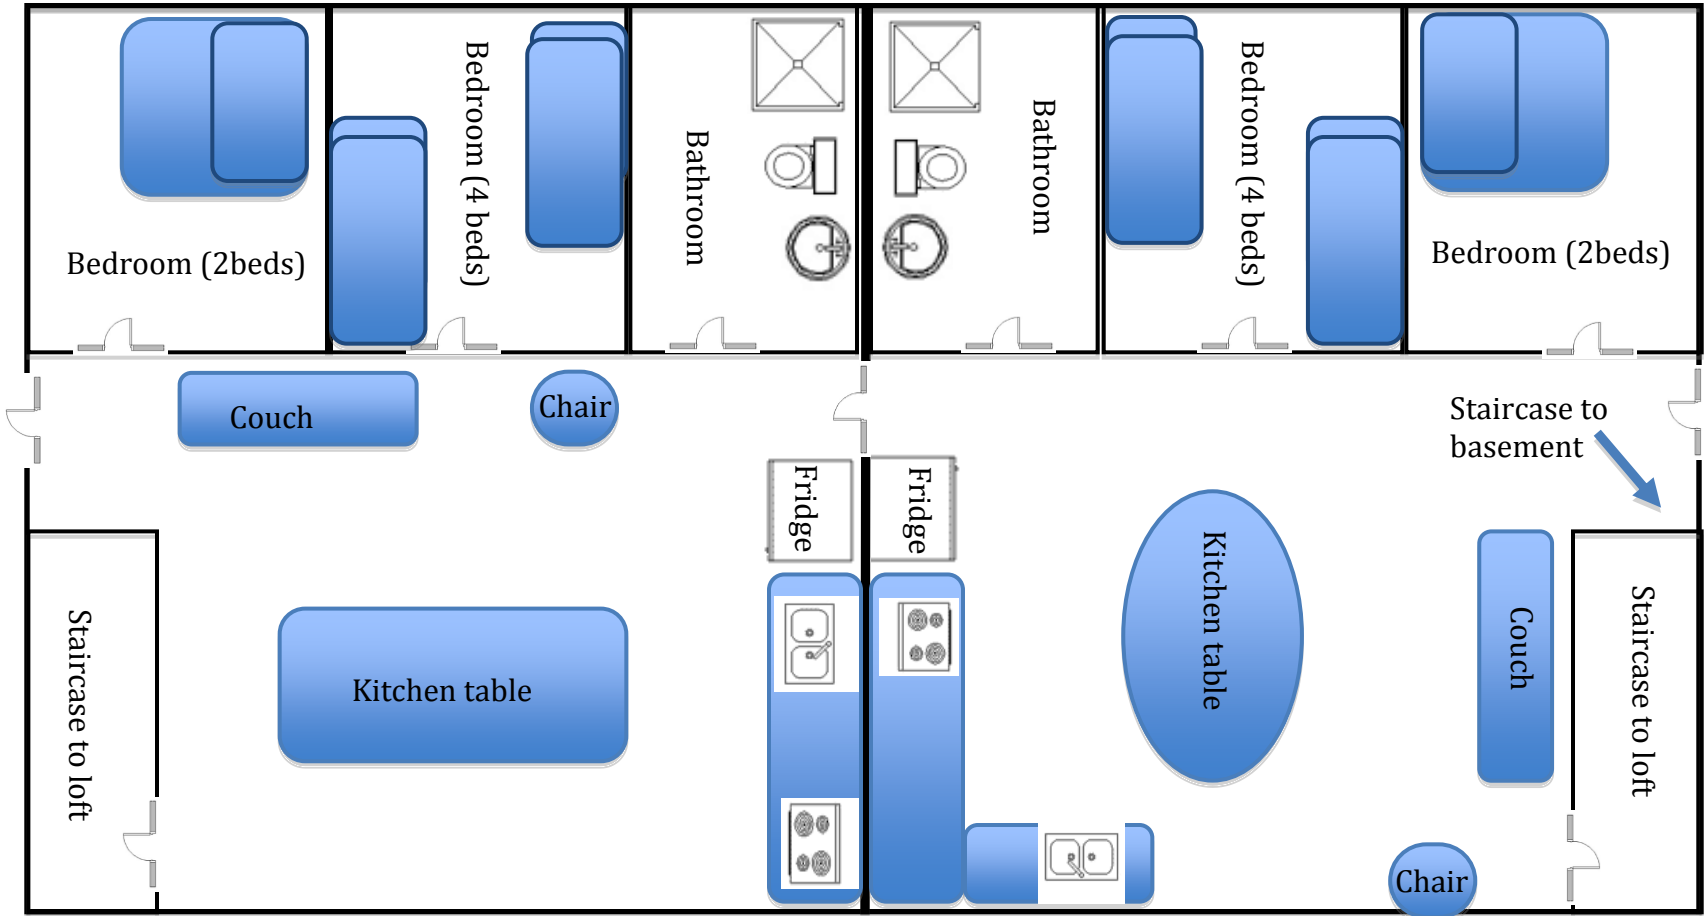 Bedroom (2beds)
Bedroom (4 beds)
Bathroom
Bathroom
Bedroom (4 beds)
Bedroom (2beds)
Couch
Chair
Staircase to
basement
Fridge
Fridge
Staircase to loft
Kitchen table
Kitchen table
Couch
Staircase to loft
Chair